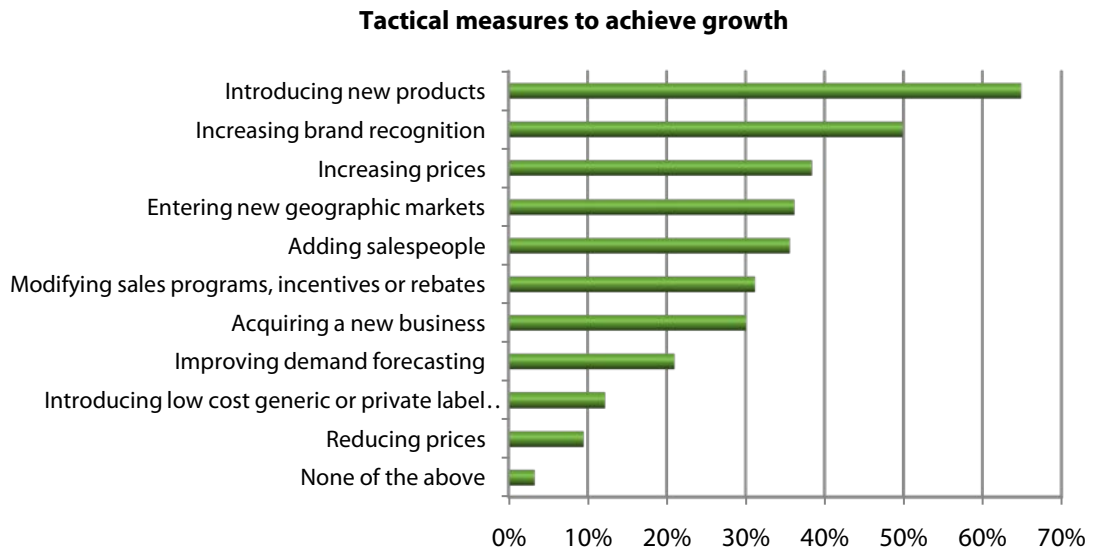 Tactical measures to achieve growth
Introducing new products
Increasing brand recognition
Increasing prices
Entering new geographic markets
Adding salespeople
Modifying sales programs, incentives or rebates
Acquiring a new business
Improving demand forecasting
Introducing low cost generic or private label..
Reducing prices
None of the above
0% 10% 20% 30% 40% 50% 60% 70%